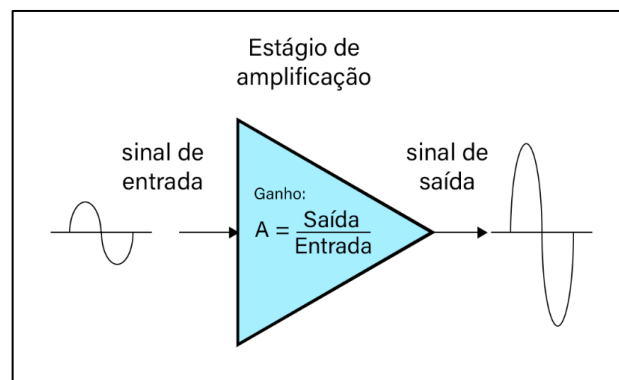 Estágio de
amplificação
sinal de
entrada
Ganho:
A = Saída
Entrada
sinal de
saída